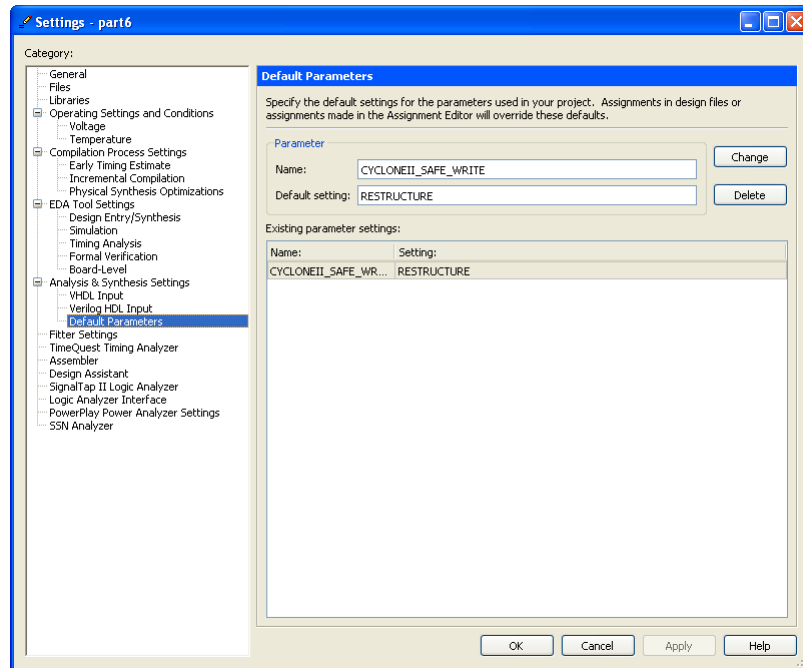 Settings - part6
Category:
General
Files
Libraries
Operating Settings and Conditions
Voltage
Temperature
Compilation Process Settings
Early Timing Estimate
Incremental Compilation
Physical Synthesis Optimizations
EDA Tool Settings
Design Entry/Synthesis
Simulation
Timing Analysis
Formal Verification
Board-Level
Analysis & Synthesis Settings
VHDL Input
Verilog HDL Input
Default Parameters
Fitter Settings
TimeQuest Timing Analyzer
Assembler
Design Assistant
SignalTap II Logic Analyzer
Logic Analyzer Interface
PowerPlay Power Analyzer Settings
SSN Analyzer
Default Parameters
Specify the default settings for the parameters used in your project. Assignments in design files or
assignments made in the Assignment Editor will override these defaults.
Parameter
Name: CYCLONEII_SAFE_WRITE
Change
Default setting: RESTRUCTURE
Delete
Existing parameter settings:
Name: Setting:
CYCLONEII_SAFE_WR... RESTRUCTURE
OK Cancel Apply Help